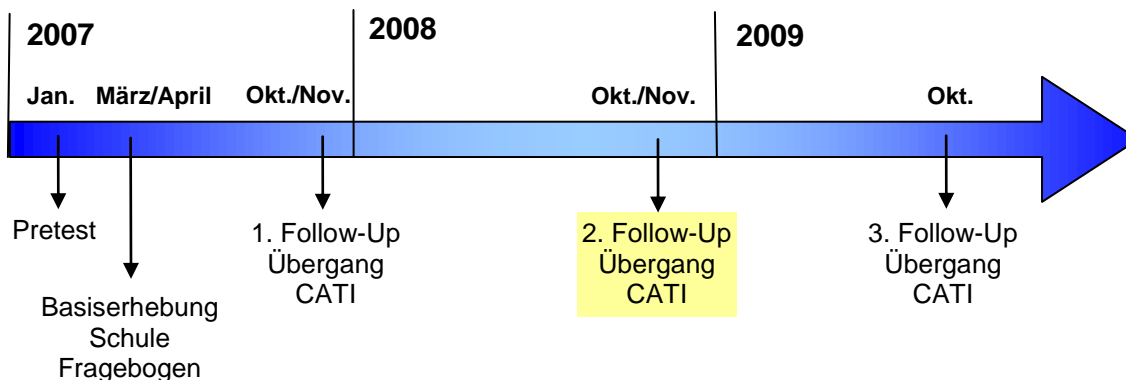 2007
2008
2009
Jan.
März/April
Okt./Nov.
Okt./Nov.
Okt.
Pretest
Basiserhebung
Schule
Fragebogen
1. Follow-Up
Übergang
CATI
2. Follow-Up
Übergang
CATI
3. Follow-Up
Übergang
CATI